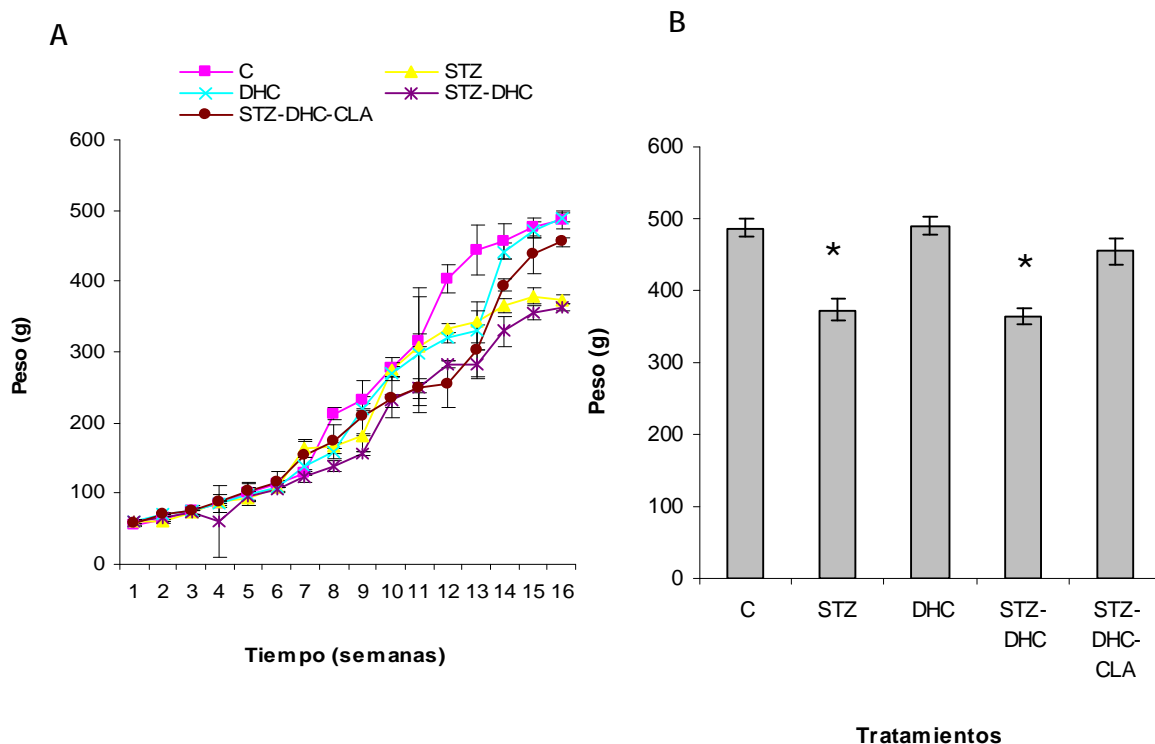 A
C
STZ
DHC
STZ-DHC
STZ-DHC-CLA
600
500
400
300
200
100
0
Peso (g)
1 2 3 4 5 6 7 8 9 10 11 12 13 14 15 16
Tiempo (semanas)
B
600
500
400
300
200
100
0
Peso (g)
*
*
C
STZ
DHC
STZ-
DHC
STZ-
DHC-
CLA
Tratamientos